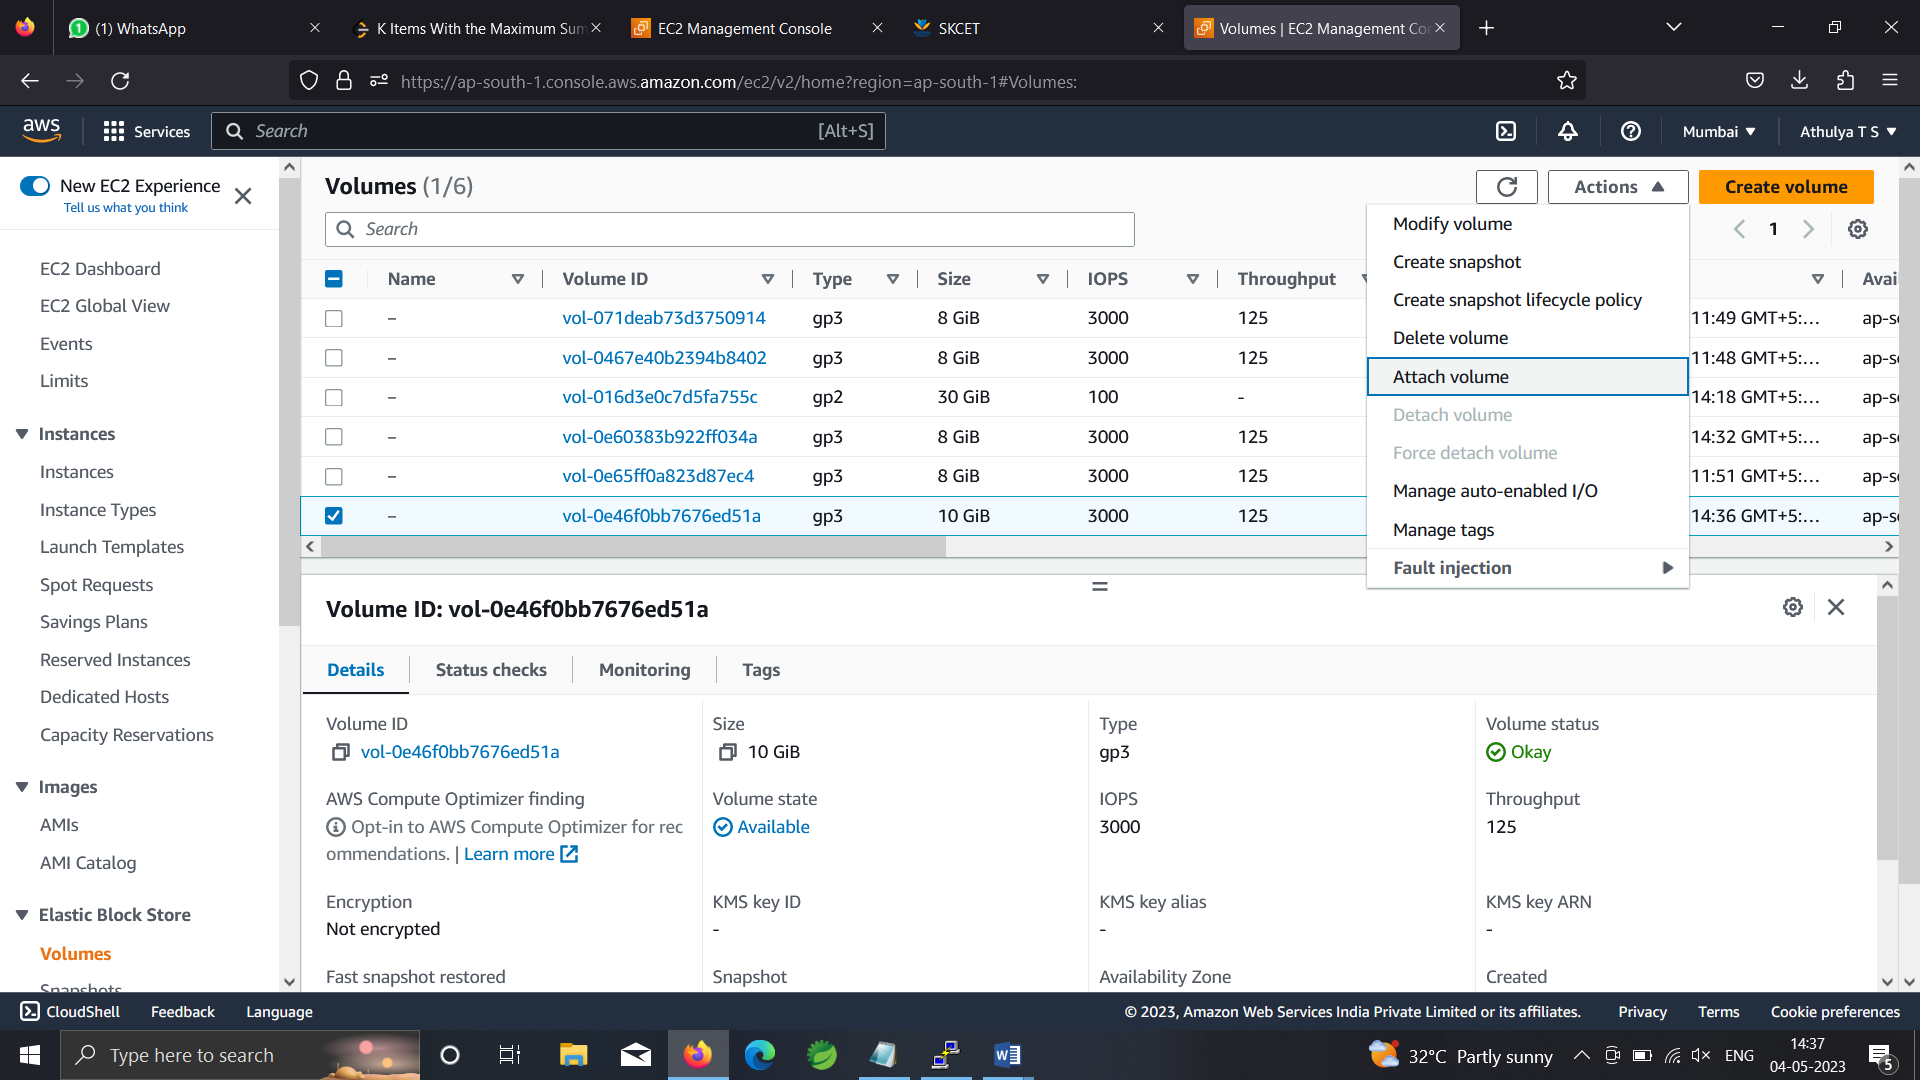 (1) WhatsApp
K Items With the Maximum Sum
EC2 Management Console
SKCET
Volumes | EC2 Management Co
https://ap-south-1.console.aws.amazon.com/ec2/v2/home?region=ap-south-1#Volumes:
aws
Services
Search
[Alt+S]
Mumbai
Athulya T S
New EC2 Experience
Tell us what you think
EC2 Dashboard
EC2 Global View
Events
Limits
Instances
Instances
Instance Types
Launch Templates
Spot Requests
Savings Plans
Reserved Instances
Dedicated Hosts
Capacity Reservations
Images
AMIs
AMI Catalog
Elastic Block Store
Volumes
Snapshots
Volumes (1/6)
Actions
Create volume
Search
1
Modify volume
Create snapshot
Create snapshot lifecycle policy
Delete volume
Attach volume
Detach volume
Force detach volume
Manage auto-enabled I/O
Manage tags
Fault injection
Name Volume ID Type Size IOPS Throughput Avai
– vol-071deab73d3750914 gp3 8 GiB 3000 125 11:49 GMT+5:... ap-so
– vol-0467e40b2394b8402 gp3 8 GiB 3000 125 11:48 GMT+5:... ap-so
– vol-016d3e0c7d5fa755c gp2 30 GiB 100 - 14:18 GMT+5:... ap-so
– vol-0e60383b922ff034a gp3 8 GiB 3000 125 14:32 GMT+5:... ap-so
– vol-0e65ff0a823d87ec4 gp3 8 GiB 3000 125 11:51 GMT+5:... ap-so
– vol-0e46f0bb7676ed51a gp3 10 GiB 3000 125 14:36 GMT+5:... ap-so
Volume ID: vol-0e46f0bb7676ed51a
Details Status checks Monitoring Tags
Volume ID
vol-0e46f0bb7676ed51a
Size
10 GiB
Type
gp3
Volume status
Okay
AWS Compute Optimizer finding
Opt-in to AWS Compute Optimizer for rec
ommendations. | Learn more
Volume state
Available
IOPS
3000
Throughput
125
Encryption
Not encrypted
KMS key ID
-
KMS key alias
-
KMS key ARN
-
Fast snapshot restored
Snapshot
Availability Zone
Created
CloudShell Feedback Language
© 2023, Amazon Web Services India Private Limited or its affiliates. Privacy Terms Cookie preferences
Type here to search
32°C Partly sunny
ENG
14:37
04-05-2023
5